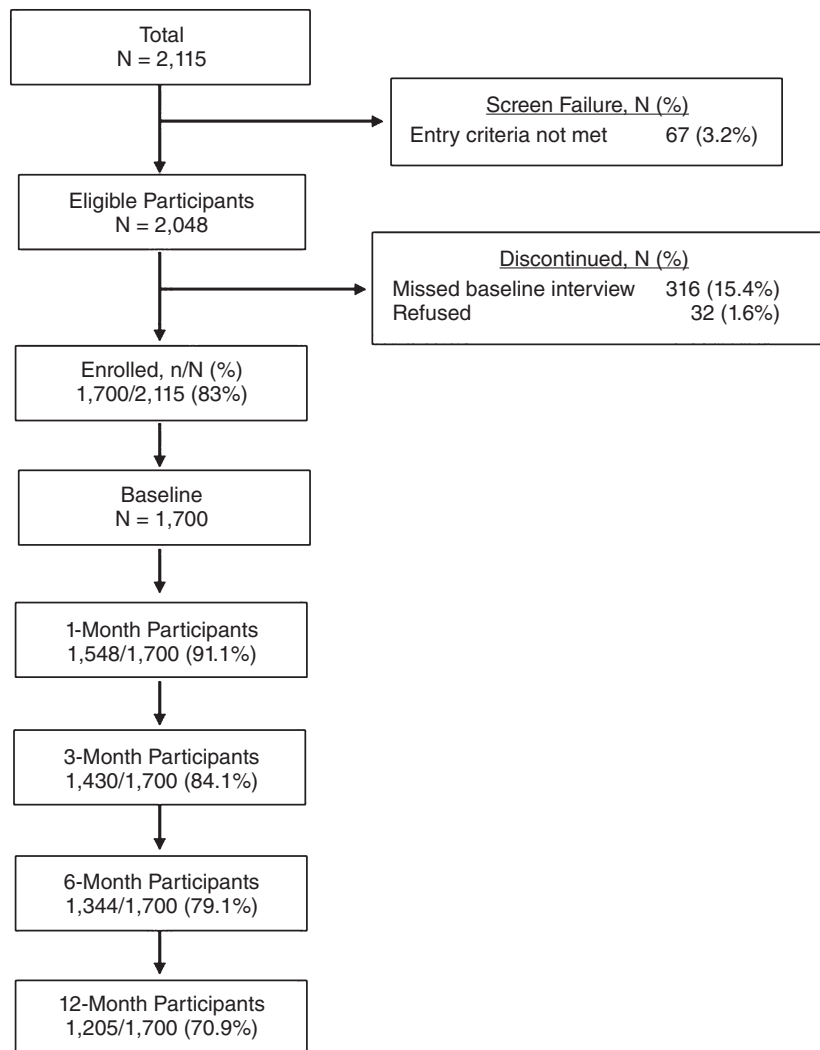 Total
N = 2,115
Screen Failure, N (%)
Entry criteria not met 67 (3.2%)
Eligible Participants
N = 2,048
Discontinued, N (%)
Missed baseline interview 316 (15.4%)
Refused 32 (1.6%)
Enrolled, n/N (%)
1,700/2,115 (83%)
Baseline
N = 1,700
1-Month Participants
1,548/1,700 (91.1%)
3-Month Participants
1,430/1,700 (84.1%)
6-Month Participants
1,344/1,700 (79.1%)
12-Month Participants
1,205/1,700 (70.9%)